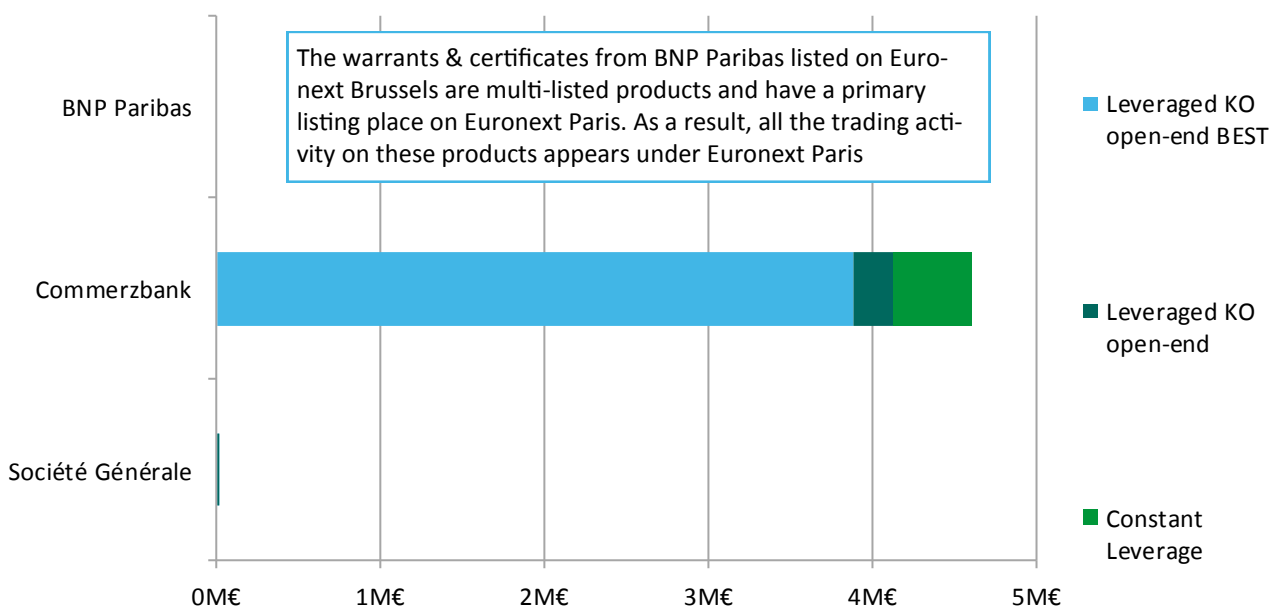 The warrants & certificates from BNP Paribas listed on Euro-
next Brussels are multi-listed products and have a primary
listing place on Euronext Paris. As a result, all the trading acti-
vity on these products appears under Euronext Paris
BNP Paribas
Commerzbank
Société Générale
0M€ 1M€ 2M€ 3M€ 4M€ 5M€
Leveraged KO
open-end BEST
Leveraged KO
open-end
Constant
Leverage